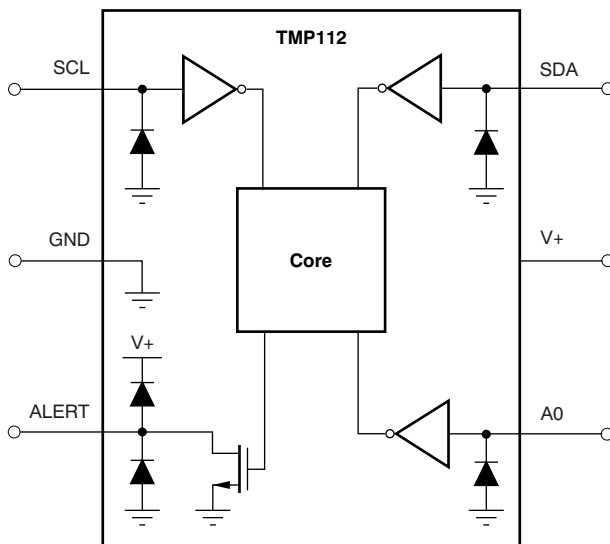 TMP112
SCL
SDA
GND
Core
V+
V+
ALERT
A0